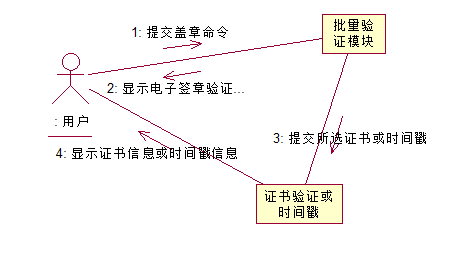 1: 提交盖章命令
批量验
证模块
2: 显示电子签章验证...
: 用户
3: 提交所选证书或时间戳
4: 显示证书信息或时间戳信息
证书验证或
时间戳